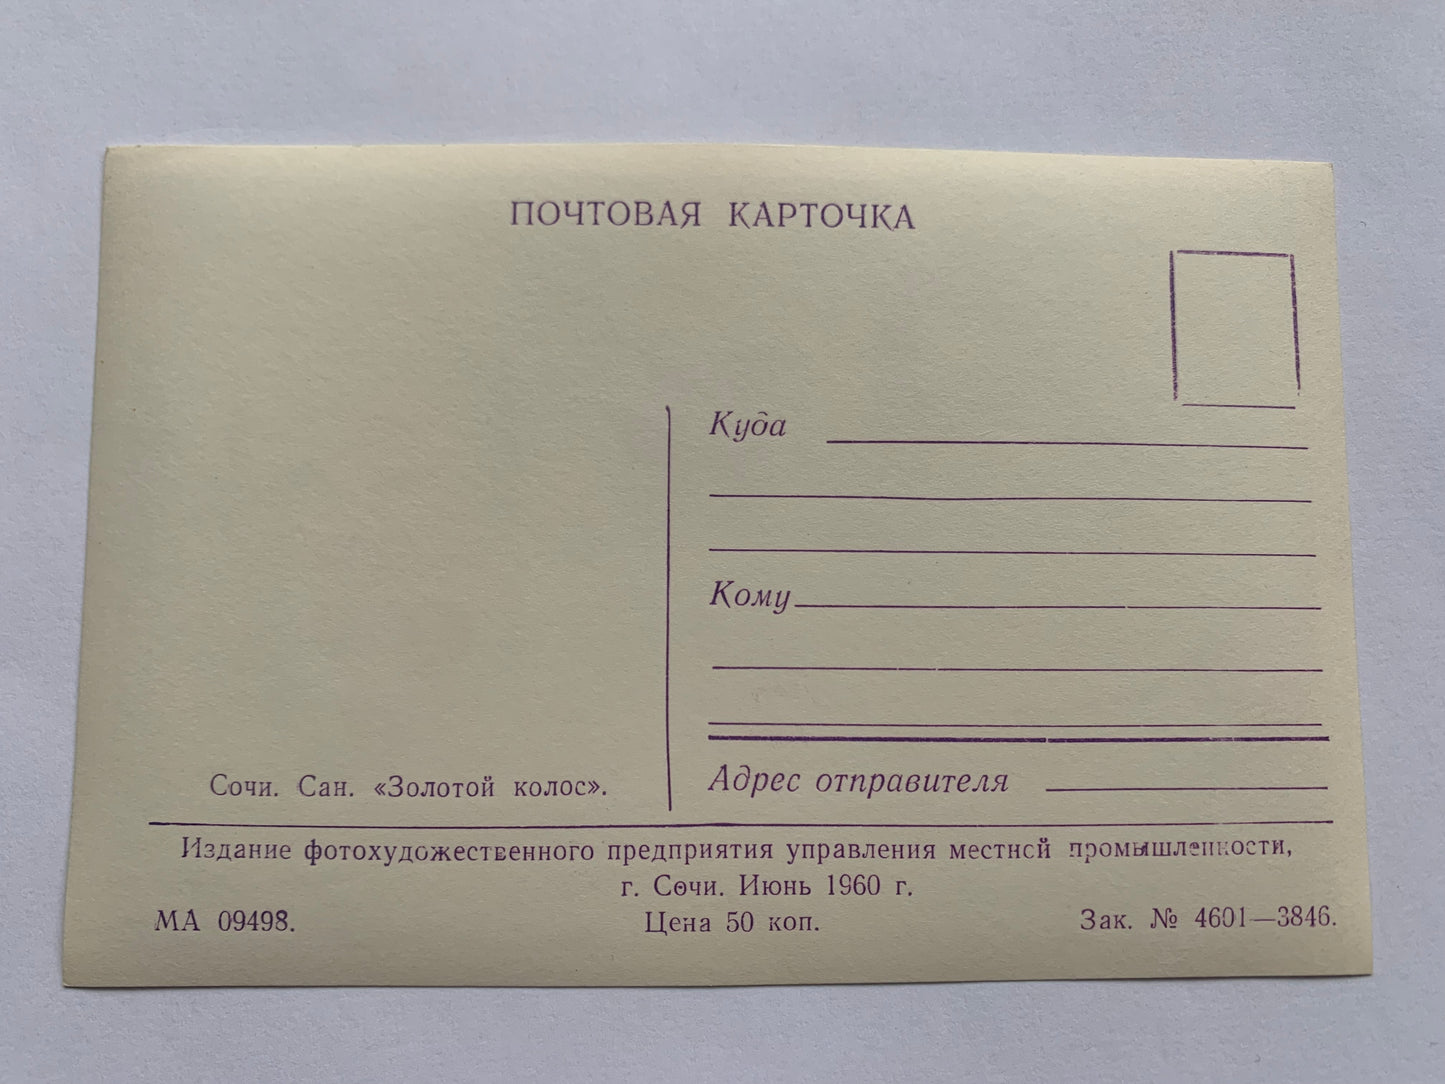 ПОЧТОВАЯ КАРТОЧКА
Куда
Кому
Адрес отправителя
Сочи. Сан. «Золотой колос».
Издание фотохудожественного предприятия управления местной промышленности,
г. Сочи. Июнь 1960 г.
МА 09498. Цена 50 коп. Зак. № 4601—3846.